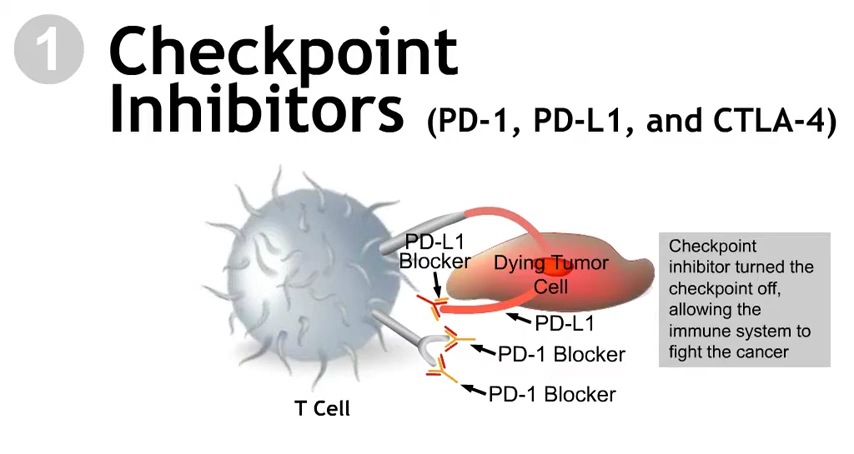 1
Checkpoint
Inhibitors (PD-1, PD-L1, and CTLA-4)
PD-L1
Blocker
Dying Tumor
Cell
PD-L1
PD-1 Blocker
PD-1 Blocker
T Cell
Checkpoint
inhibitor turned the
checkpoint off,
allowing the
immune system to
fight the cancer